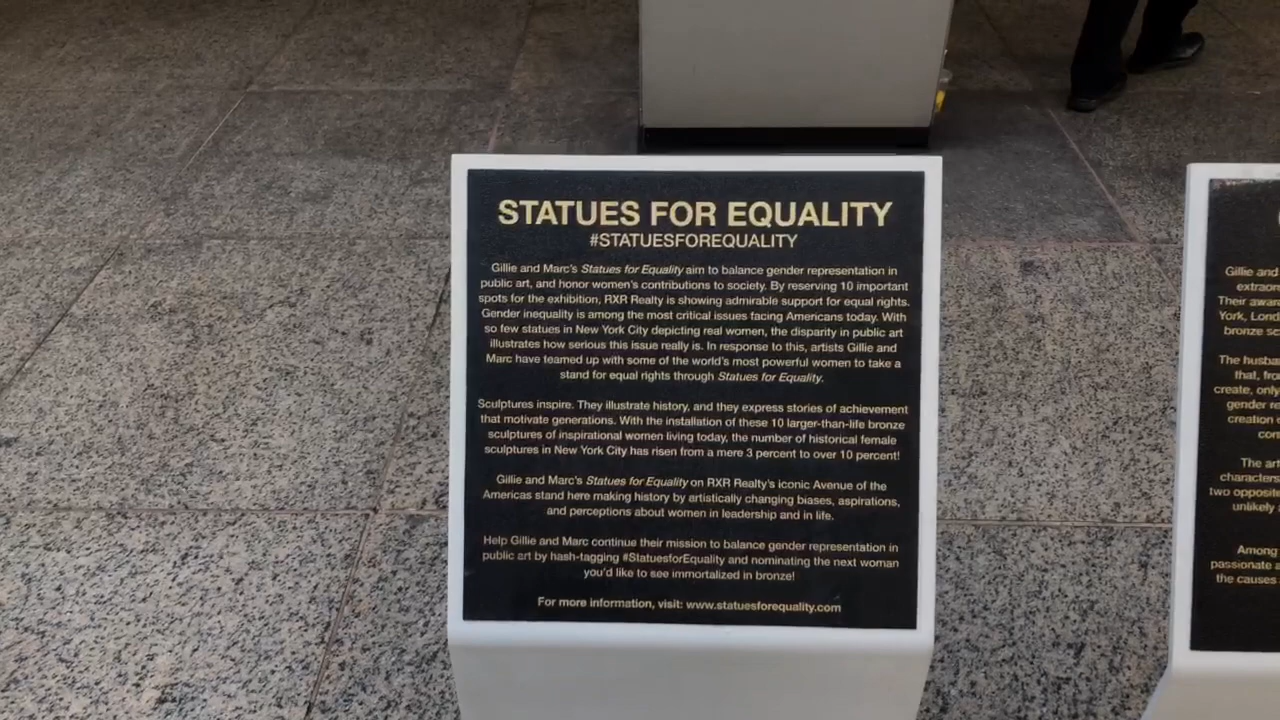 STATUES FOR EQUALITY
#STATUESFOREQUALITY
Gillie and Marc's Statues for Equality aim to balance gender representation in
public art, and honor women's contributions to society. By reserving 10 important
spots for the exhibition, RXR Realty is showing admirable support for equal rights.
Gender inequality is among the most critical issues facing Americans today. With
so few statues in New York City depicting real women, the disparity in public art
illustrates how serious this issue really is. In response to this, artists Gillie and
Marc have teamed up with some of the world's most powerful women to take a
stand for equal rights through Statues for Equality.
Sculptures inspire. They illustrate history, and they express stories of achievement
that motivate generations. With the installation of these 10 larger-than-life bronze
sculptures of inspirational women living today, the number of historical female
sculptures in New York City has risen from a mere 3 percent to over 10 percent!
Gillie and Marc's Statues for Equality on RXR Realty's iconic Avenue of the
Americas stand here making history by artistically changing biases, aspirations,
and perceptions about women in leadership and in life.
Help Gillie and Marc continue their mission to balance gender representation in
public art by hash-tagging #StatuesforEquality and nominating the next woman
you'd like to see immortalized in bronze!
For more information, visit: www.statuesforequality.com
Gillie and
Their
York,
bronze
The
that,
create, only
gender
creation
The
characters
two
unlikely
Among
passionate
the causes